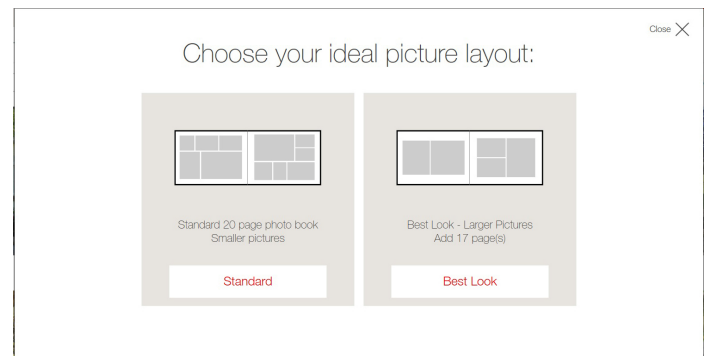 Close
Choose your ideal picture layout:
Standard 20 page photo book
Smaller pictures
Standard
Best Look - Larger Pictures
Add 17 page(s)
Best Look